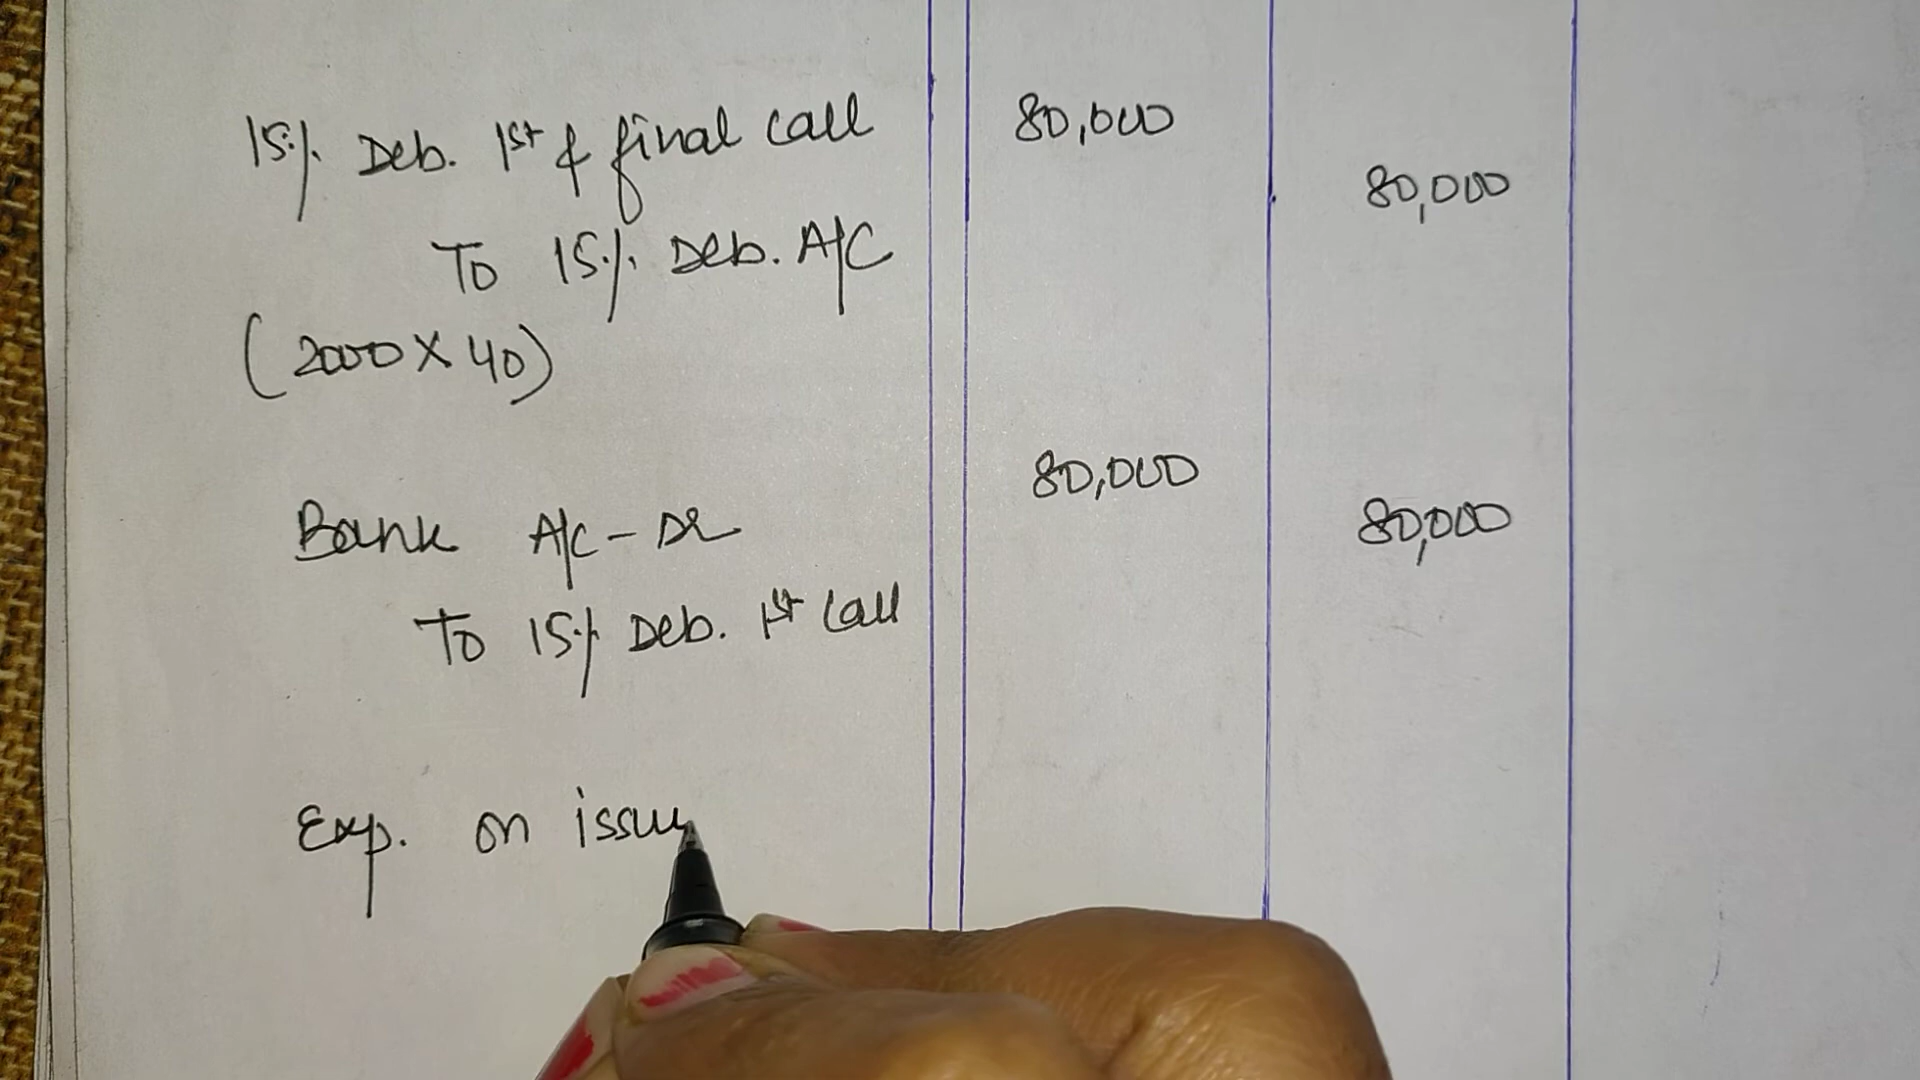 15% Deb. 1st & final call 80,000
80,000
To 15% Deb. A/C
(2000 X 40)
80,000
Bank A/C - Dr 80,000
To 15% Deb. 1st Call
Exp. on issu